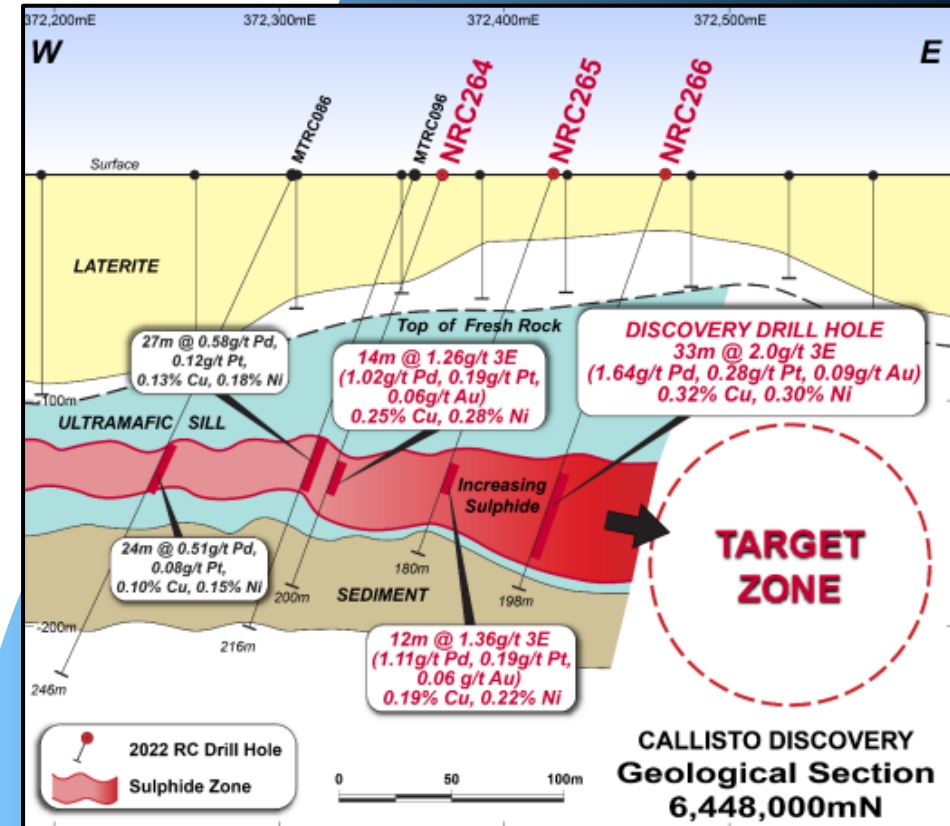 372,200mE
372,300mE
372,400mE
372,500mE
W
E
MTRC086
MTRC096
NRC264
NRC265
NRC266
Surface
LATERITE
Top of Fresh Rock
27m @ 0.58g/t Pd,
0.12g/t Pt,
0.13% Cu, 0.18% Ni
14m @ 1.26g/t 3E
(1.02g/t Pd, 0.19g/t Pt,
0.06g/t Au)
0.25% Cu, 0.28% Ni
DISCOVERY DRILL HOLE
33m @ 2.0g/t 3E
(1.64g/t Pd, 0.28g/t Pt, 0.09g/t Au)
0.32% Cu, 0.30% Ni
-100m
ULTRAMAFIC SILL
Increasing
Sulphide
TARGET
ZONE
24m @ 0.51g/t Pd,
0.08g/t Pt,
0.10% Cu, 0.15% Ni
180m
200m
198m
SEDIMENT
-200m
216m
246m
12m @ 1.36g/t 3E
(1.11g/t Pd, 0.19g/t Pt,
0.06 g/t Au)
0.19% Cu, 0.22% Ni
2022 RC Drill Hole
Sulphide Zone
0
50
100m
CALLISTO DISCOVERY
Geological Section
6,448,000mN